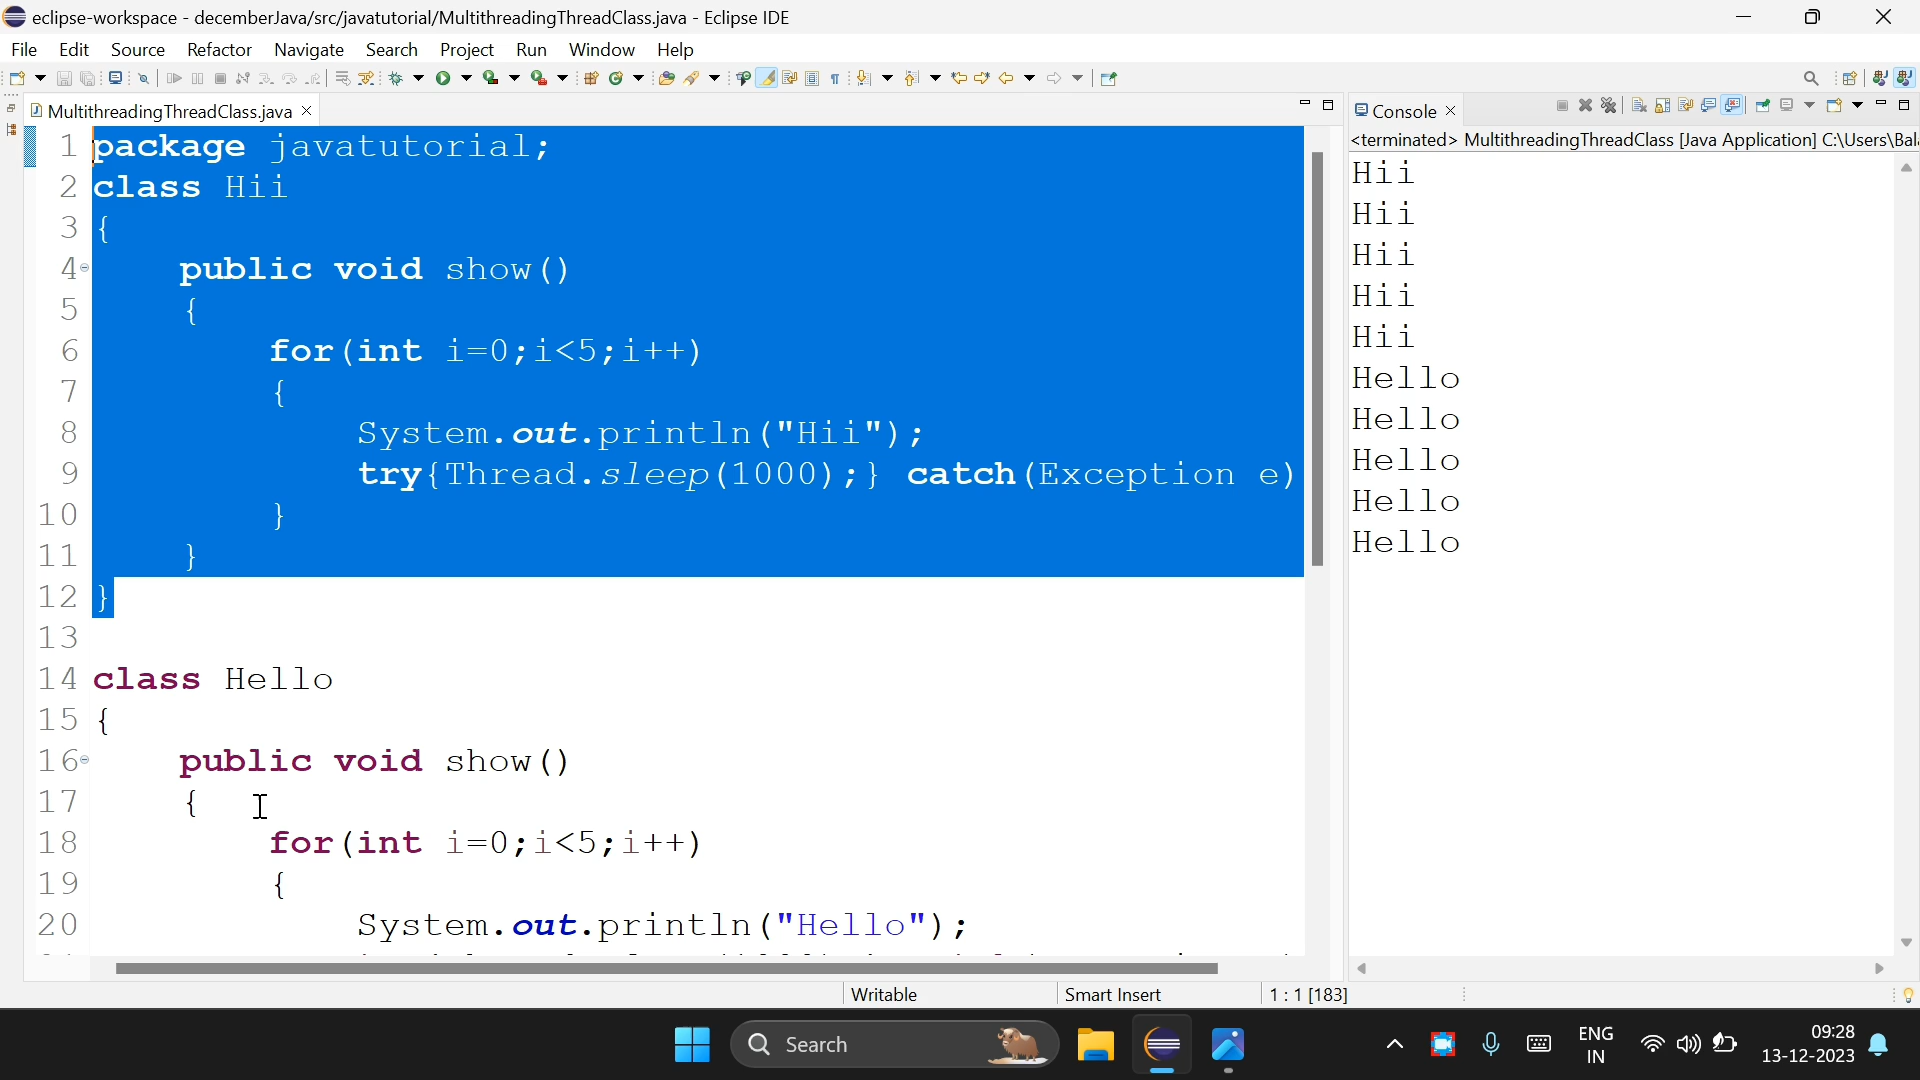 eclipse-workspace - decemberJava/src/javatutorial/MultithreadingThreadClass.java - Eclipse IDE
File Edit Source Refactor Navigate Search Project Run Window Help
MultithreadingThreadClass.java
1 package javatutorial;
2 class Hii
3 {
4 public void show()
5 {
6 for(int i=0;i<5;i++)
7 {
8 System.out.println("Hii");
9 try{Thread.sleep(1000);} catch(Exception e)
10 }
11 }
12 }
13
14 class Hello
15 {
16 public void show()
17 {
18 for(int i=0;i<5;i++)
19 {
20 System.out.println("Hello");
Console
<terminated> MultithreadingThreadClass [Java Application] C:\Users\Bal
Hii
Hii
Hii
Hii
Hii
Hello
Hello
Hello
Hello
Hello
Writable Smart Insert 1 : 1 [183]
Search
ENG
IN
09:28
13-12-2023